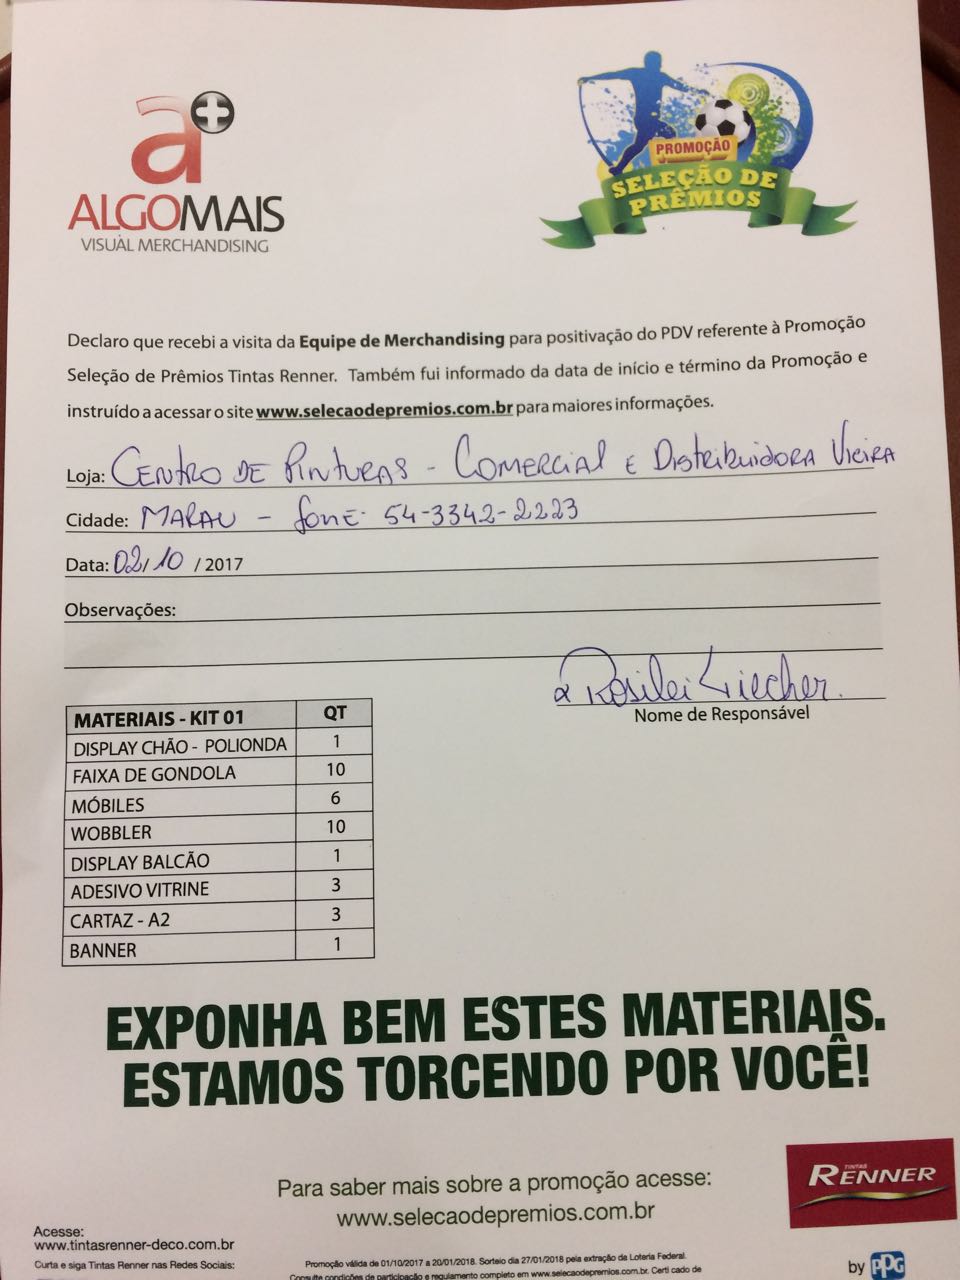 a+
ALGOMAIS
VISUAL MERCHANDISING
PROMOÇÃO
SELEÇÃO DE
PRÊMIOS
Declaro que recebi a visita da Equipe de Merchandising para positivação do PDV referente à Promoção
Seleção de Prêmios Tintas Renner. Também fui informado da data de início e término da Promoção e
instruído a acessar o site www.selecaodepremios.com.br para maiores informações.
Loja: CENTRO DE PINTURAS - COMERCIAL E DISTRIBUIDORA VIEIRA
Cidade: MARAU - fone 54-3342-2223
Data: 02/10 / 2017
Observações:
Rosilei
Nome de Responsável
MATERIAIS - KIT 01 QT
DISPLAY CHÃO - POLIONDA 1
FAIXA DE GONDOLA 10
MÓBILES 6
WOBBLER 10
DISPLAY BALCÃO 1
ADESIVO VITRINE 3
CARTAZ - A2 3
BANNER 1
EXPONHA BEM ESTES MATERIAIS.
ESTAMOS TORCENDO POR VOCÊ!
Para saber mais sobre a promoção acesse:
www.selecaodepremios.com.br
TINTAS
RENNER
Acesse:
www.tintasrenner-deco.com.br
Curta e siga Tintas Renner nas Redes Sociais:
Promoção válida de 01/10/2017 a 20/01/2018. Sorteio dia 27/01/2018 pela extração da Loteria Federal.
Consulte condições de participação e regulamento completo em www.selecaodepremios.com.br. Certi cado de
by PPG